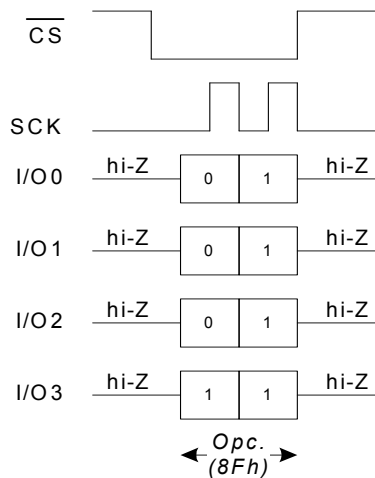 CS
SCK
I/O0 hi-Z 0 1 hi-Z
I/O1 hi-Z 0 1 hi-Z
I/O2 hi-Z 0 1 hi-Z
I/O3 hi-Z 1 1 hi-Z
Opc.
(8Fh)